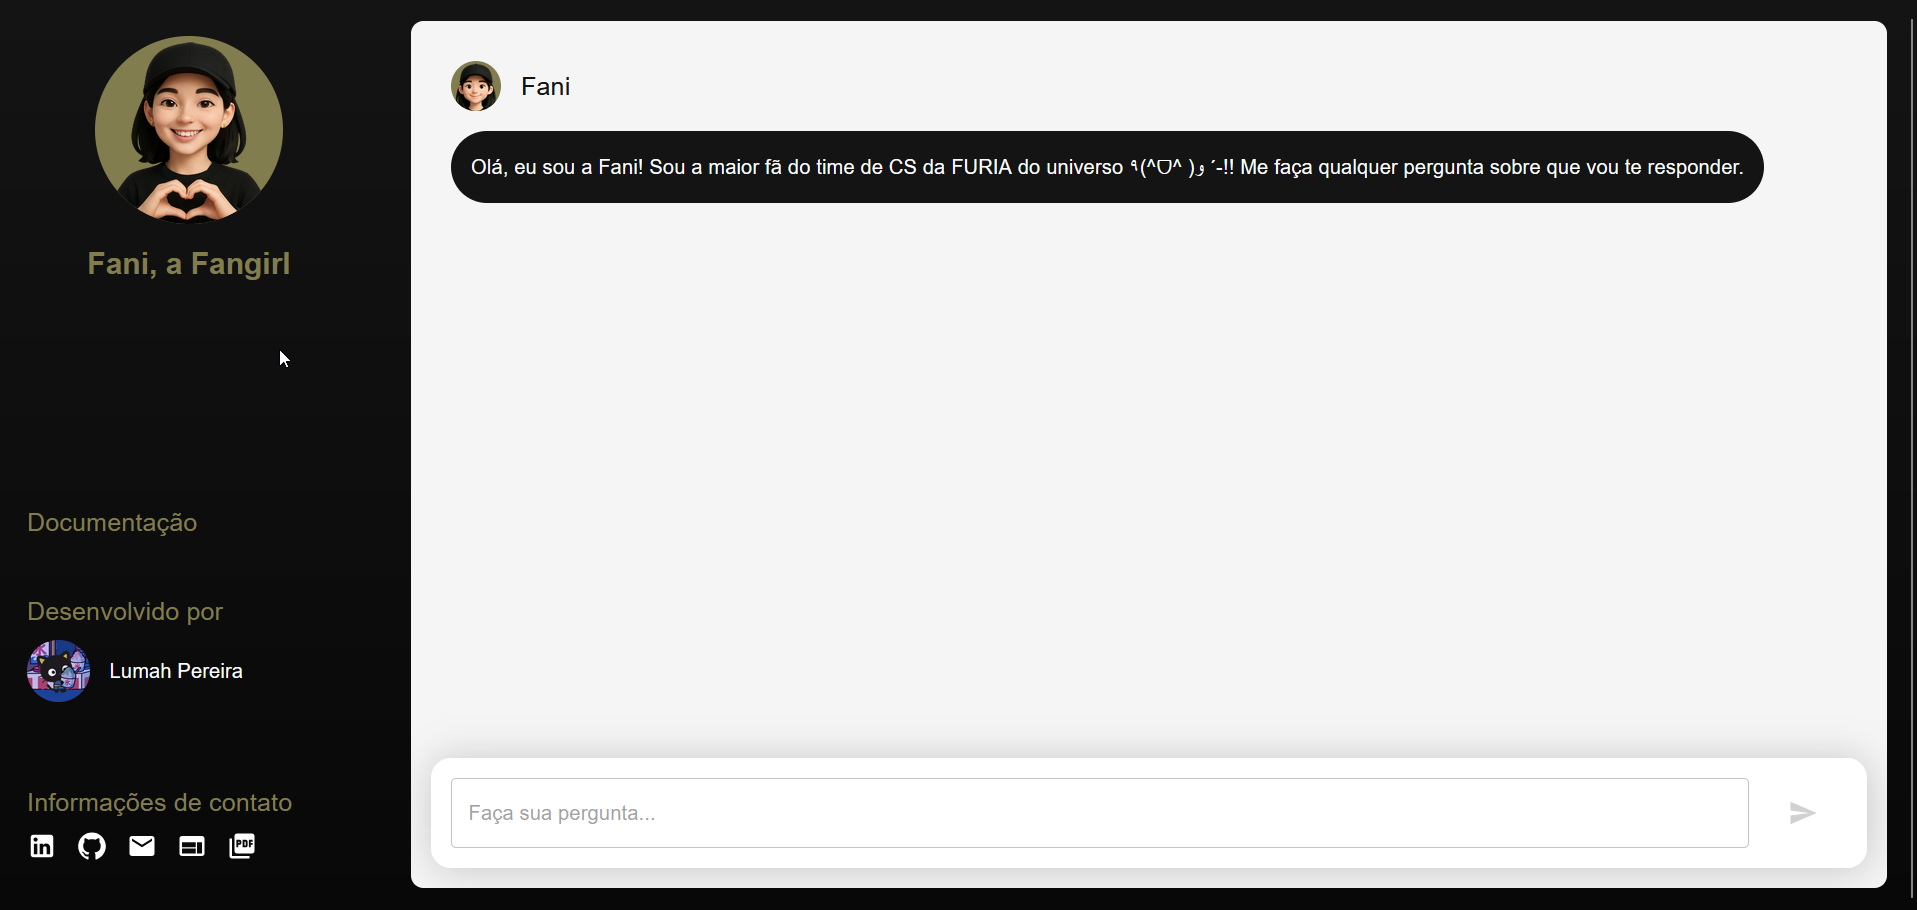 Fani, a Fangirl
Documentação
Desenvolvido por
Lumah Pereira
Informações de contato
PDF
Fani
Olá, eu sou a Fani! Sou a maior fã do time de CS da FURIA do universo ٩(^ᗜ^ )و ´-!! Me faça qualquer pergunta sobre que vou te responder.
Faça sua pergunta...